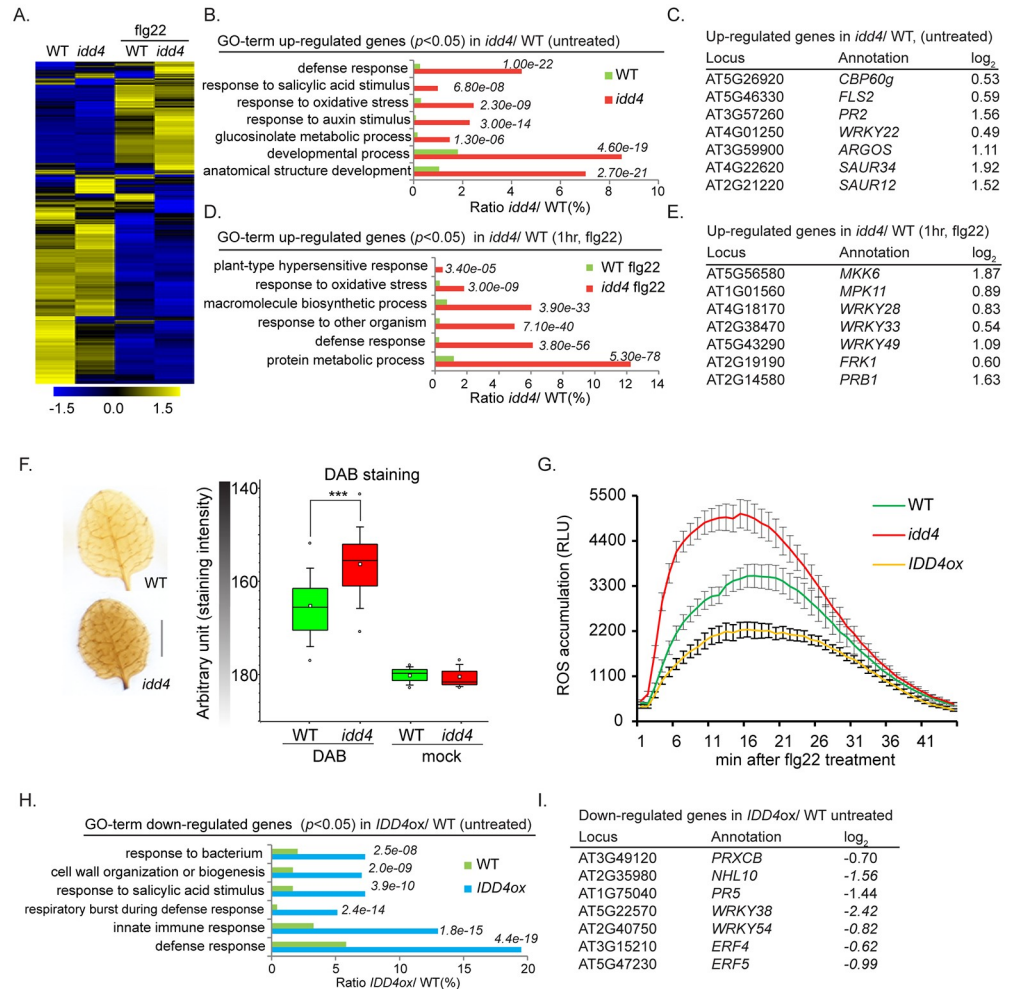 A.
flg22
WT idd4 WT idd4
-1.5 0.0 1.5
B.
GO-term up-regulated genes (p<0.05) in idd4/ WT (untreated)
defense response 1.00e-22
response to salicylic acid stimulus 6.80e-08
response to oxidative stress 2.30e-09
response to auxin stimulus 3.00e-14
glucosinolate metabolic process 1.30e-06
developmental process 4.60e-19
anatomical structure development 2.70e-21
WT
idd4
0 2 4 6 8 10
Ratio idd4/ WT(%)
C.
Up-regulated genes in idd4/ WT, (untreated)
Locus Annotation log2
AT5G26920 CBP60g 0.53
AT5G46330 FLS2 0.59
AT3G57260 PR2 1.56
AT4G01250 WRKY22 0.49
AT3G59900 ARGOS 1.11
AT4G22620 SAUR34 1.92
AT2G21220 SAUR12 1.52
D.
GO-term up-regulated genes (p<0.05) in idd4/ WT (1hr, flg22)
plant-type hypersensitive response 3.40e-05
response to oxidative stress 3.00e-09
macromolecule biosynthetic process 3.90e-33
response to other organism 7.10e-40
defense response 3.80e-56
protein metabolic process 5.30e-78
WT flg22
idd4 flg22
0 2 4 6 8 10 12 14
Ratio idd4/ WT(%)
E.
Up-regulated genes in idd4/ WT (1hr, flg22)
Locus Annotation log2
AT5G56580 MKK6 1.87
AT1G01560 MPK11 0.89
AT4G18170 WRKY28 0.83
AT2G38470 WRKY33 0.54
AT5G43290 WRKY49 1.09
AT2G19190 FRK1 0.60
AT2G14580 PRB1 1.63
F.
WT
idd4
DAB staining
Arbitrary unit (staining intensity)
140
160
180
***
WT idd4 WT idd4
DAB mock
G.
ROS accumulation (RLU)
5500
4400
3300
2200
1100
0
WT
idd4
IDD4ox
1 6 11 16 21 26 31 36 41
min after flg22 treatment
H.
GO-term down-regulated genes (p<0.05) in IDD4ox/ WT (untreated)
response to bacterium 2.5e-08
cell wall organization or biogenesis 2.0e-09
response to salicylic acid stimulus 3.9e-10
respiratory burst during defense response 2.4e-14
innate immune response 1.8e-15
defense response 4.4e-19
WT
IDD4ox
0 5 10 15 20
Ratio IDD4ox/ WT(%)
I.
Down-regulated genes in IDD4ox/ WT untreated
Locus Annotation log2
AT3G49120 PRXCB -0.70
AT2G35980 NHL10 -1.56
AT1G75040 PR5 -1.44
AT5G22570 WRKY38 -2.42
AT2G40750 WRKY54 -0.82
AT3G15210 ERF4 -0.62
AT5G47230 ERF5 -0.99